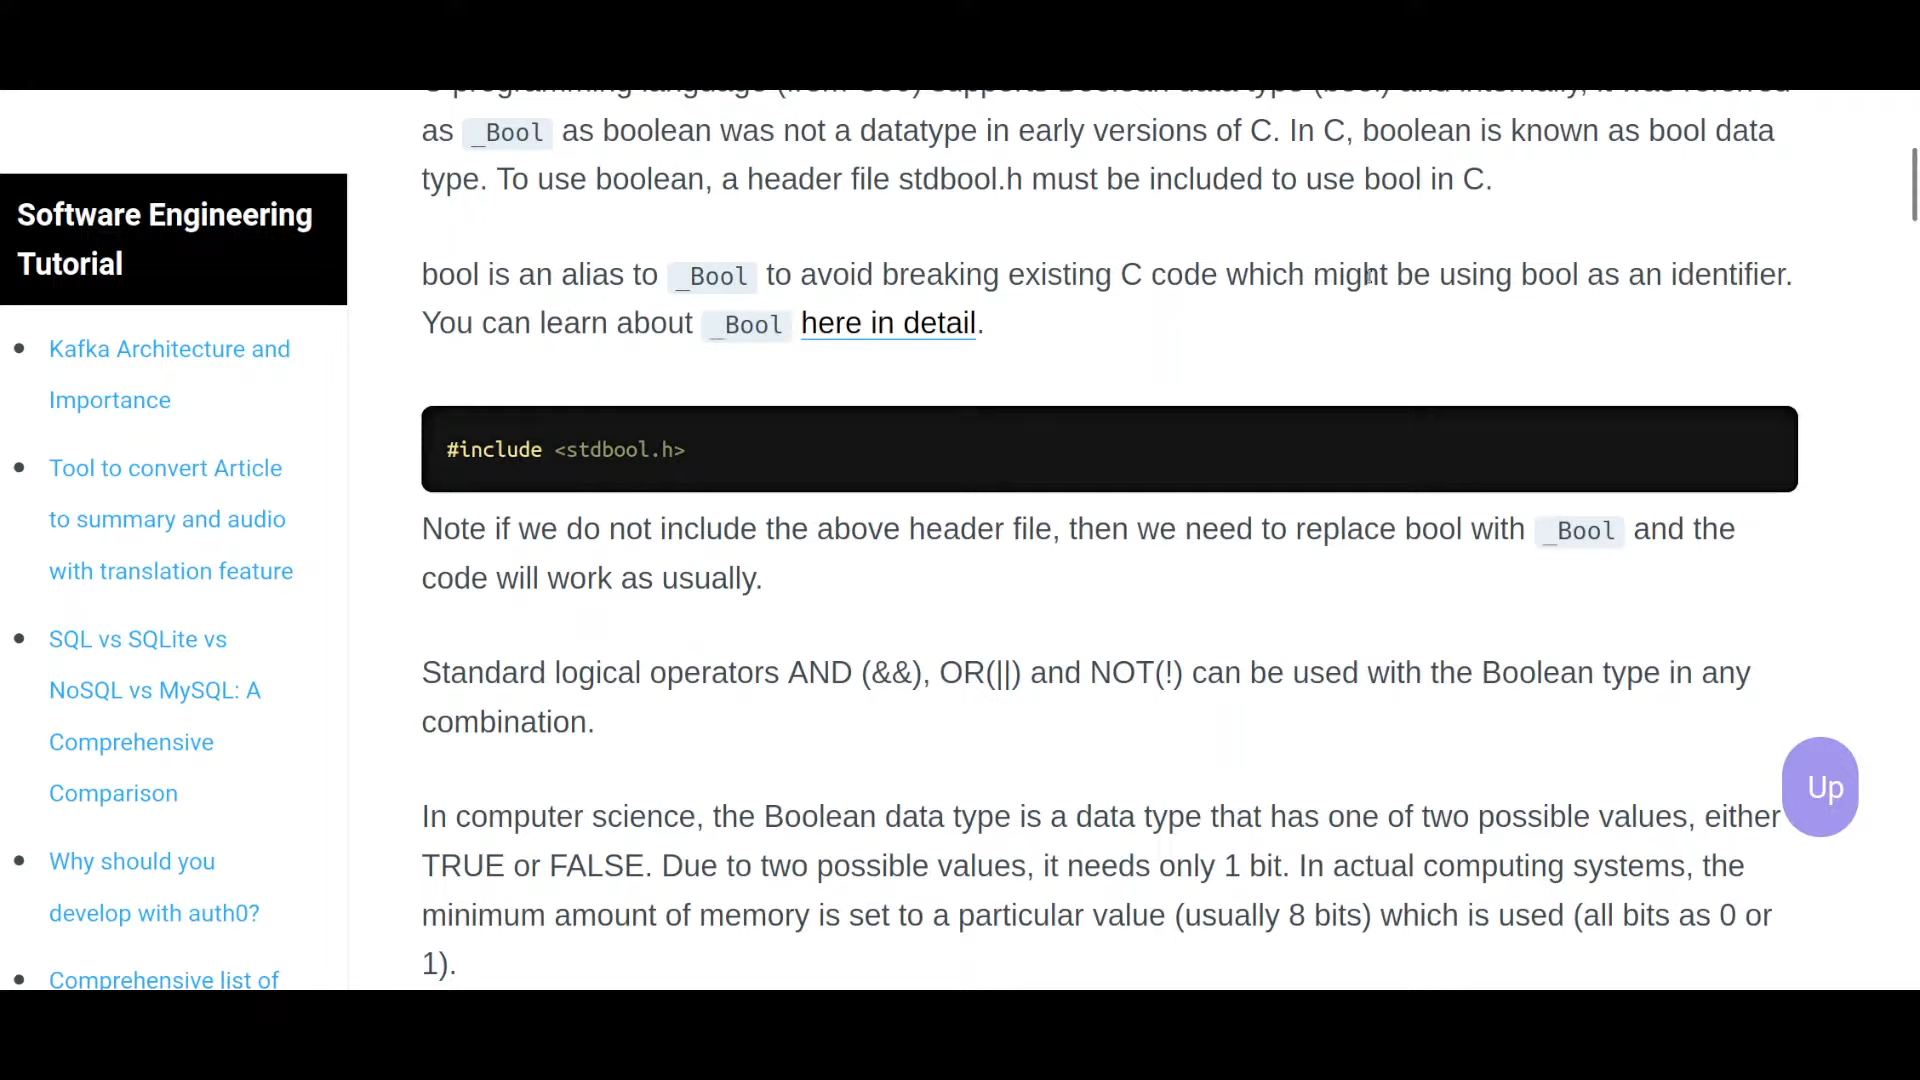 as _Bool as boolean was not a datatype in early versions of C. In C, boolean is known as bool data
type. To use boolean, a header file stdbool.h must be included to use bool in C.
bool is an alias to _Bool to avoid breaking existing C code which might be using bool as an identifier.
You can learn about _Bool here in detail.
#include <stdbool.h>
Note if we do not include the above header file, then we need to replace bool with _Bool and the
code will work as usually.
Standard logical operators AND (&&), OR(||) and NOT(!) can be used with the Boolean type in any
combination.
In computer science, the Boolean data type is a data type that has one of two possible values, either
TRUE or FALSE. Due to two possible values, it needs only 1 bit. In actual computing systems, the
minimum amount of memory is set to a particular value (usually 8 bits) which is used (all bits as 0 or
1).
Software Engineering
Tutorial
Kafka Architecture and
Importance
Tool to convert Article
to summary and audio
with translation feature
SQL vs SQLite vs
NoSQL vs MySQL: A
Comprehensive
Comparison
Why should you
develop with auth0?
Comprehensive list of
Up